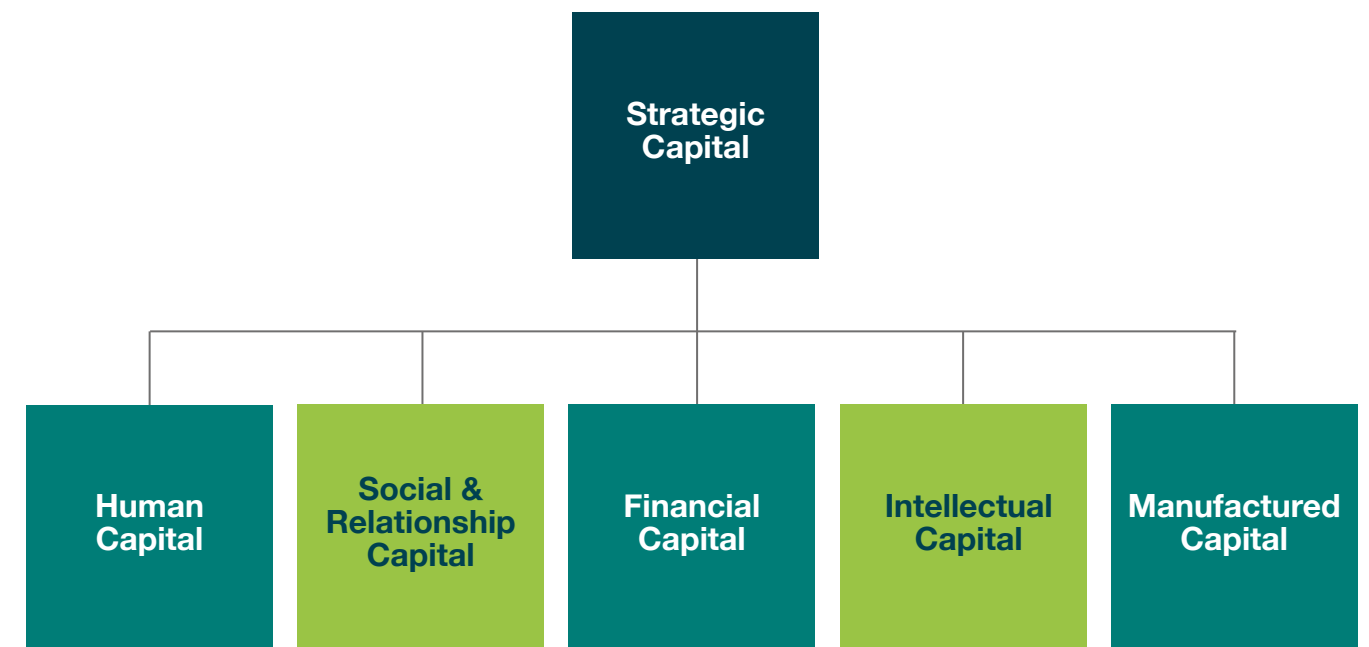 Strategic
Capital
Human
Capital
Social &
Relationship
Capital
Financial
Capital
Intellectual
Capital
Manufactured
Capital